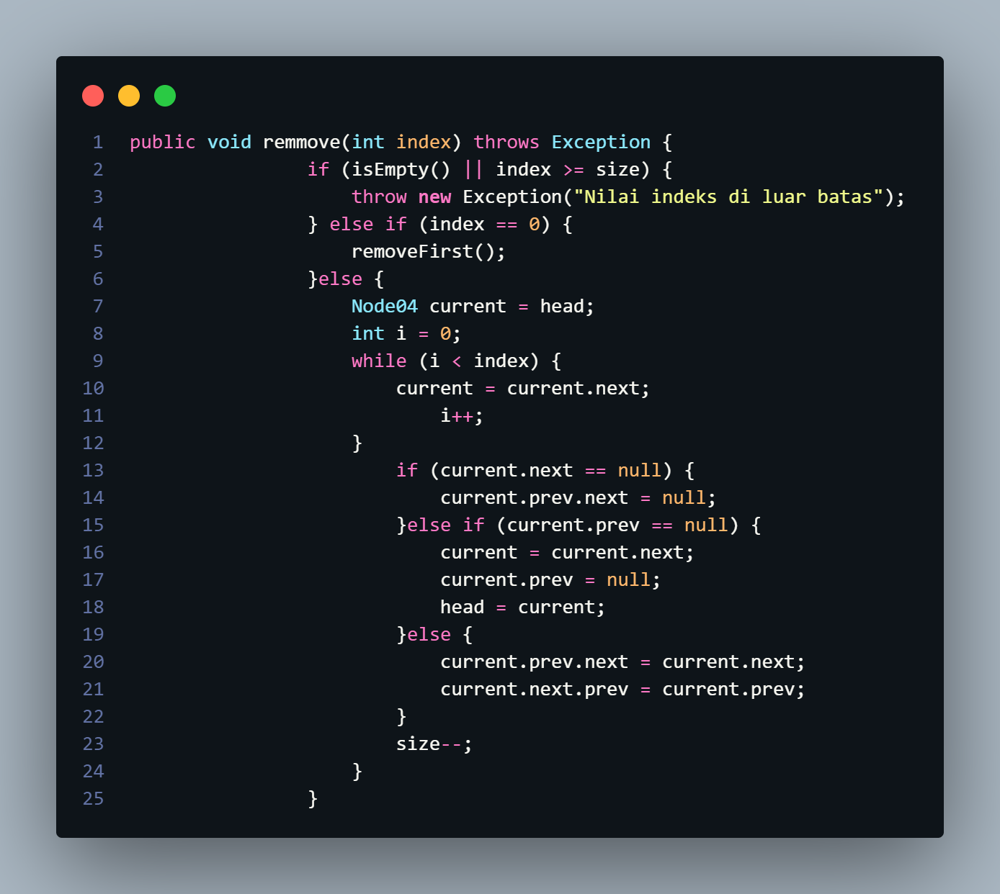 1 public void remmove(int index) throws Exception {
2 if (isEmpty() || index >= size) {
3 throw new Exception("Nilai indeks di luar batas");
4 } else if (index == 0) {
5 removeFirst();
6 }else {
7 Node04 current = head;
8 int i = 0;
9 while (i < index) {
10 current = current.next;
11 i++;
12 }
13 if (current.next == null) {
14 current.prev.next = null;
15 }else if (current.prev == null) {
16 current = current.next;
17 current.prev = null;
18 head = current;
19 }else {
20 current.prev.next = current.next;
21 current.next.prev = current.prev;
22 }
23 size--;
24 }
25 }